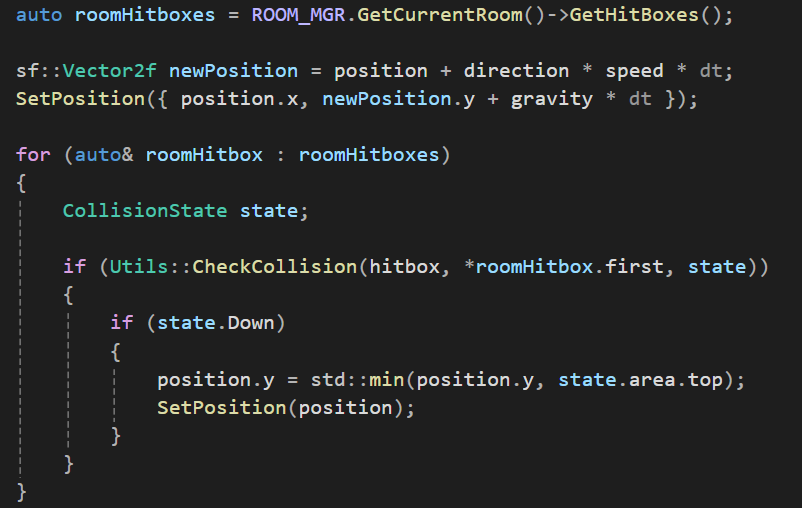 auto roomHitboxes = ROOM_MGR.GetCurrentRoom()->GetHitBoxes();
sf::Vector2f newPosition = position + direction * speed * dt;
SetPosition({ position.x, newPosition.y + gravity * dt });
for (auto& roomHitbox : roomHitboxes)
{
CollisionState state;
if (Utils::CheckCollision(hitbox, *roomHitbox.first, state))
{
if (state.Down)
{
position.y = std::min(position.y, state.area.top);
SetPosition(position);
}
}
}